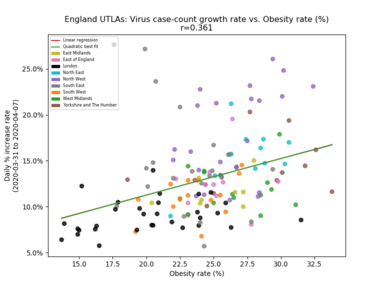 England UTLAs: Virus case-count growth rate vs. Obesity rate (%)
r=0.361
Linear regression
Quadratic best fit
East Midlands
East of England
London
North East
North West
South East
South West
West Midlands
Yorkshire and The Humber
Daily % increase rate
(2020-03-31 to 2020-04-07)
25.0%
20.0%
15.0%
10.0%
5.0%
15.0
17.5
20.0
22.5
25.0
27.5
30.0
32.5
Obesity rate (%)